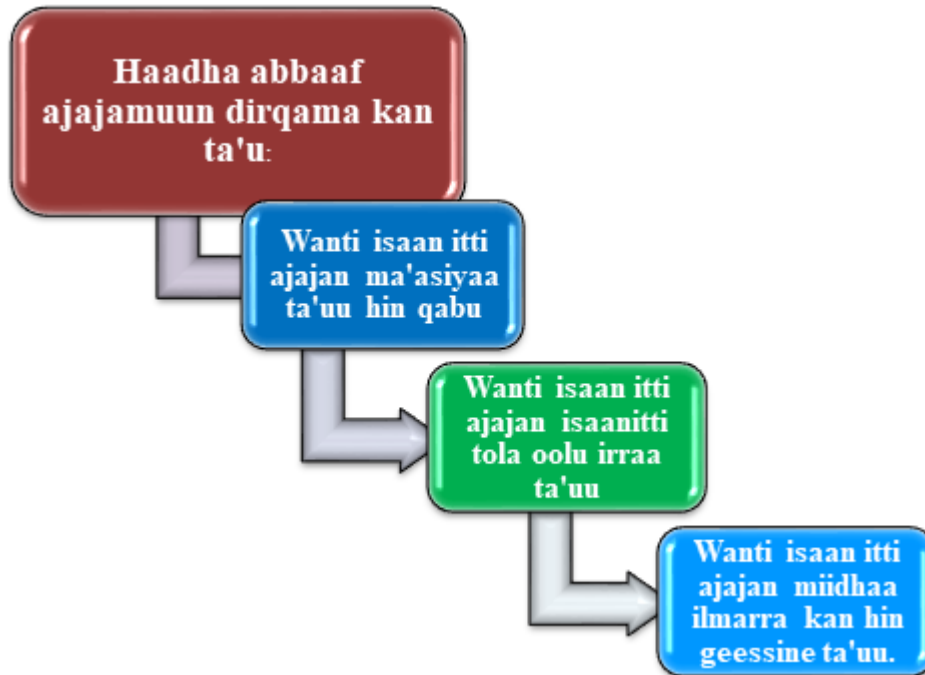 Haadha abbaaf
ajajamuun dirqama kan
ta'u:
Wanti isaan itti
ajajan ma'asiyaa
ta'uu hin qabu
Wanti isaan itti
ajajan isaanitti
tola oolu irraa
ta'uu
Wanti isaan itti
ajajan miidhaa
ilmarra kan hin
geessine ta'uu.